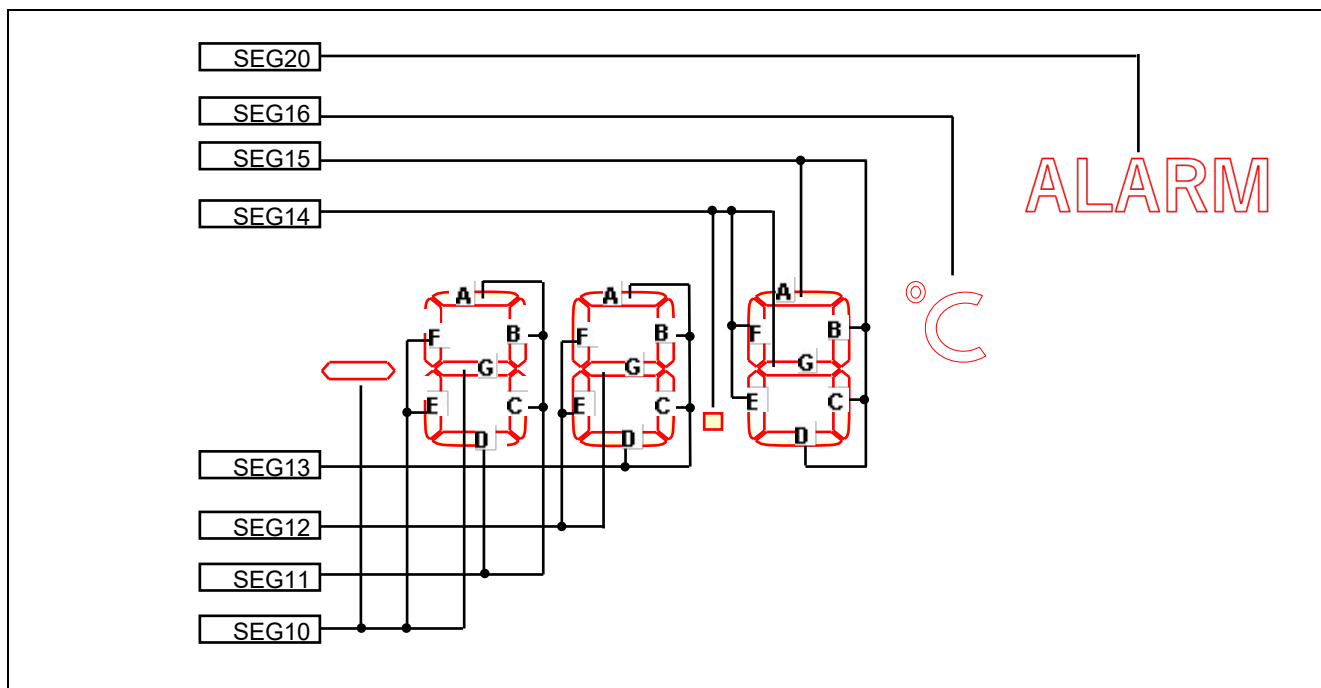 SEG20
SEG16
SEG15
ALARM
SEG14
A A A
°C
F B F B F B
G G G
E C E C E C
D D D
SEG13
SEG12
SEG11
SEG10